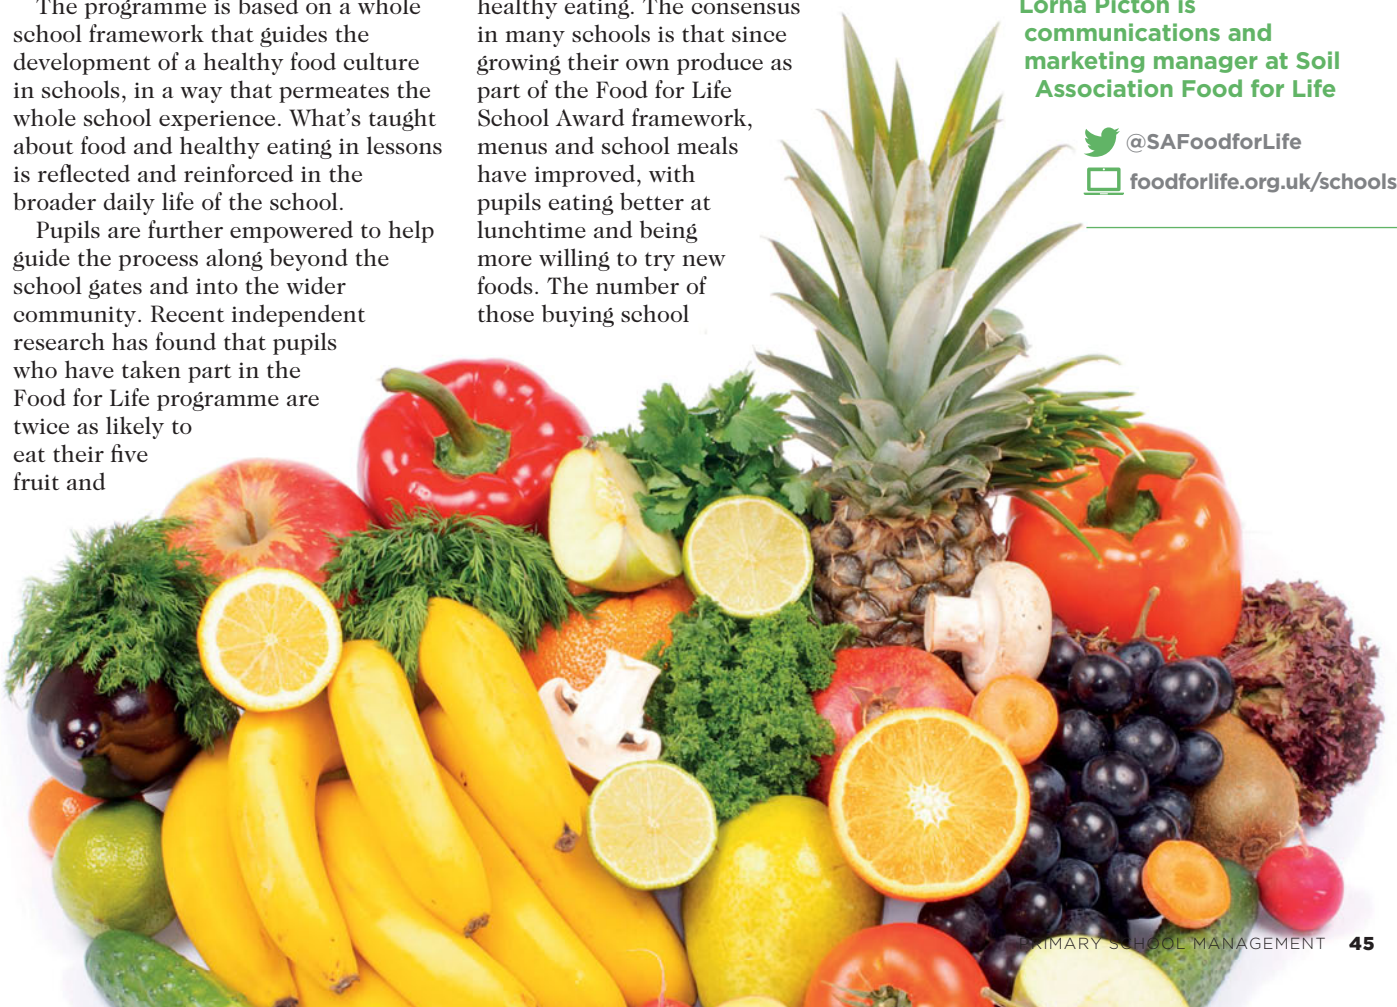 The programme is based on a whole
school framework that guides the
development of a healthy food culture
in schools, in a way that permeates the
whole school experience. What’s taught
about food and healthy eating in lessons
is reflected and reinforced in the
broader daily life of the school.
Pupils are further empowered to help
guide the process along beyond the
school gates and into the wider
community. Recent independent
research has found that pupils
who have taken part in the
Food for Life programme are
twice as likely to
eat their five
fruit and
healthy eating. The consensus
in many schools is that since
growing their own produce as
part of the Food for Life
School Award framework,
menus and school meals
have improved, with
pupils eating better at
lunchtime and being
more willing to try new
foods. The number of
those buying school
Lorna Picton is
communications and
marketing manager at Soil
Association Food for Life
@SAFoodforLife
foodforlife.org.uk/schools
PRIMARY SCHOOL MANAGEMENT 45